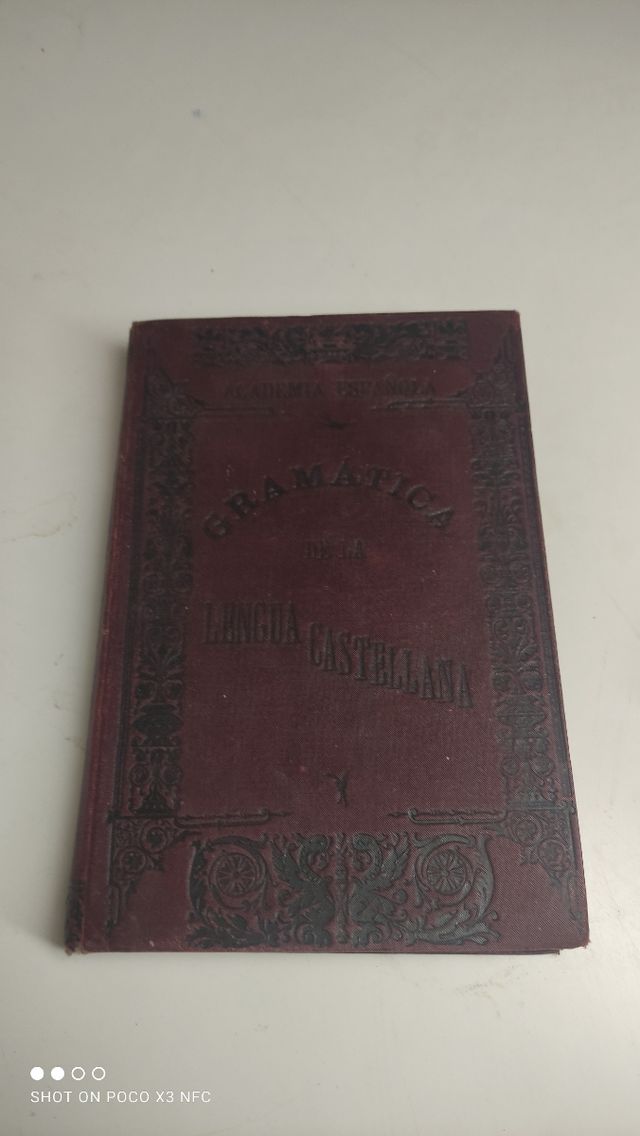 ACADEMIA ESPAÑOLA
GRAMÁTICA
DE LA
LENGUA CASTELLANA
SHOT ON POCO X3 NFC